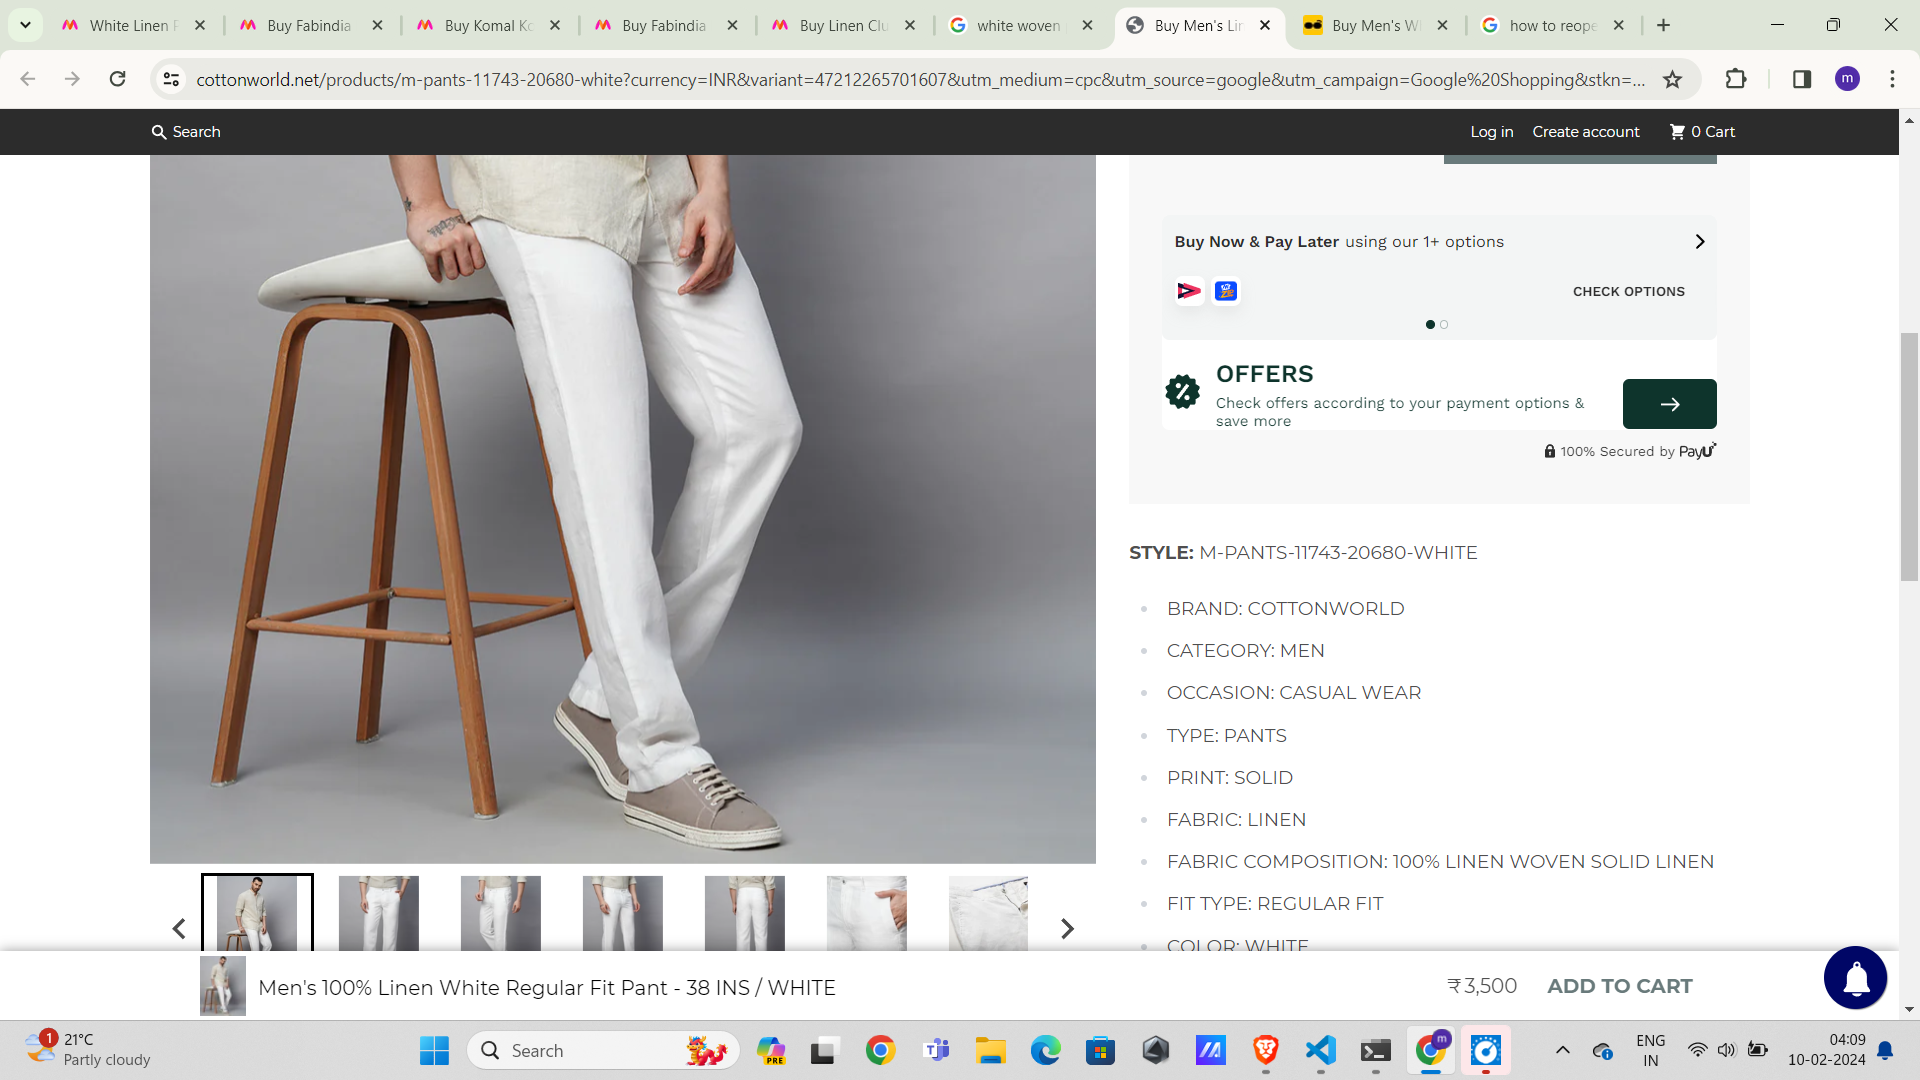 White Linen P
Buy Fabindia
Buy Komal Ko
Buy Fabindia
Buy Linen Clu
white woven
Buy Men's Lin
Buy Men's W
how to reope
cottonworld.net/products/m-pants-11743-20680-white?currency=INR&variant=47212265701607&utm_medium=cpc&utm_source=google&utm_campaign=Google%20Shopping&stkn=...
m
Search
Log in
Create account
0 Cart
Buy Now & Pay Later using our 1+ options
CHECK OPTIONS
OFFERS
Check offers according to your payment options &
save more
100% Secured by PayU
STYLE: M-PANTS-11743-20680-WHITE
BRAND: COTTONWORLD
CATEGORY: MEN
OCCASION: CASUAL WEAR
TYPE: PANTS
PRINT: SOLID
FABRIC: LINEN
FABRIC COMPOSITION: 100% LINEN WOVEN SOLID LINEN
FIT TYPE: REGULAR FIT
COLOR: WHITE
Men's 100% Linen White Regular Fit Pant - 38 INS / WHITE
₹ 3,500
ADD TO CART
1
21°C
Partly cloudy
Search
PRE
m
ENG
IN
04:09
10-02-2024